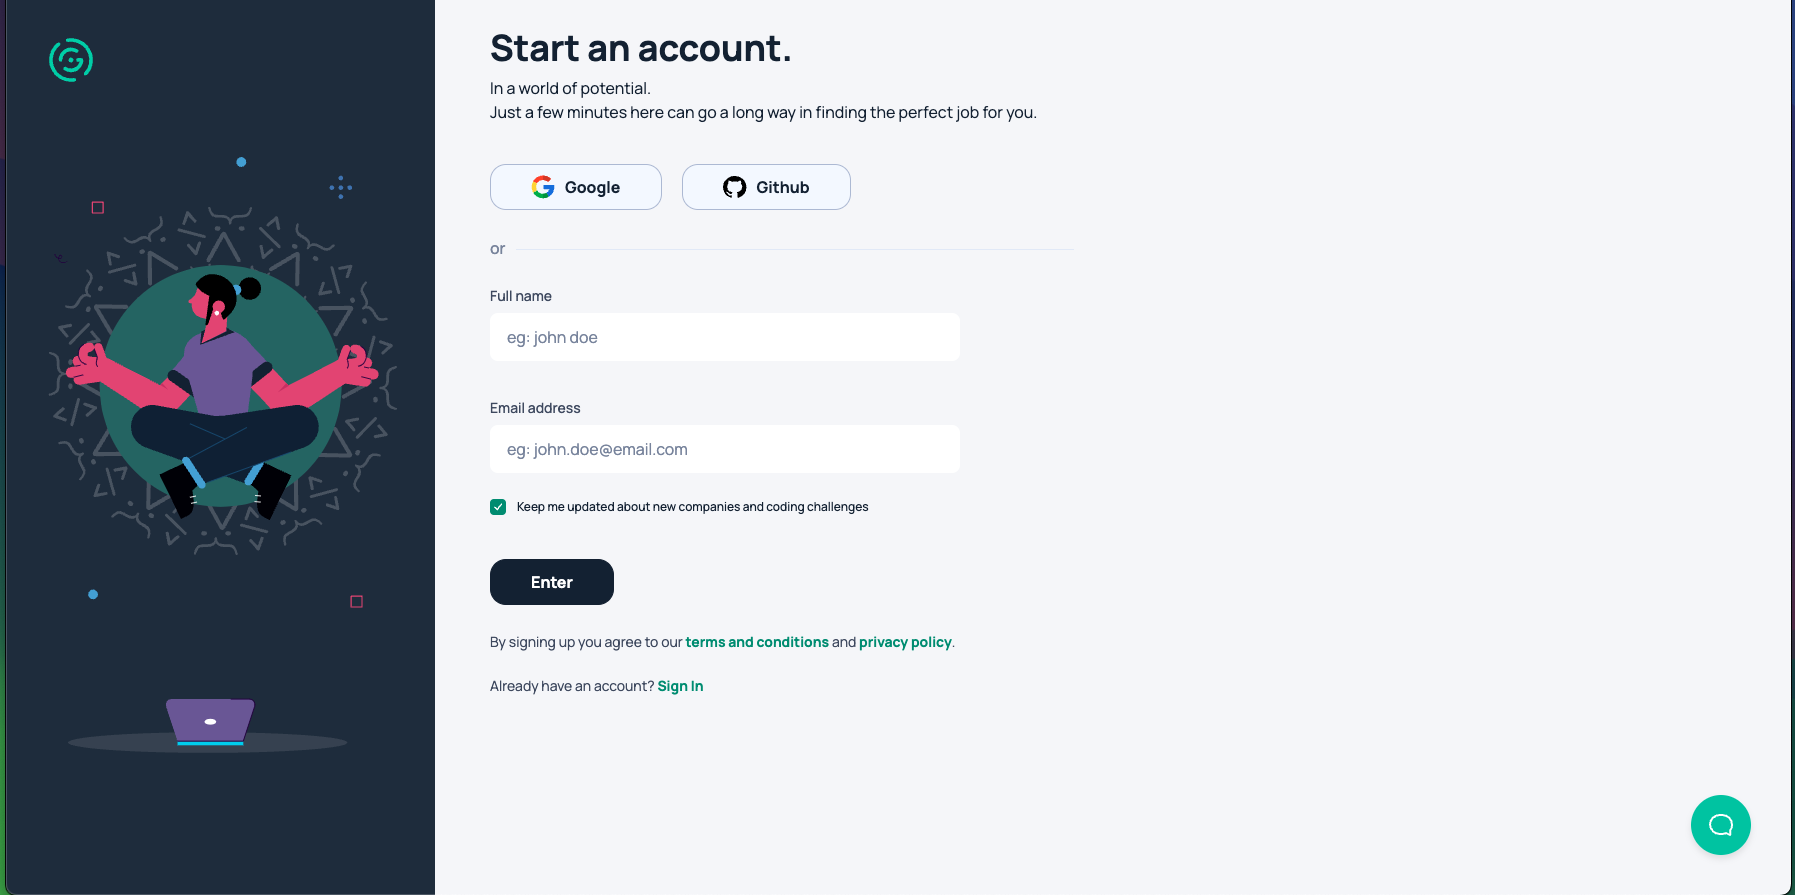 Start an account.
In a world of potential.
Just a few minutes here can go a long way in finding the perfect job for you.
Google
Github
or
Full name
eg: john doe
Email address
eg: john.doe@email.com
Keep me updated about new companies and coding challenges
Enter
By signing up you agree to our terms and conditions and privacy policy.
Already have an account? Sign In